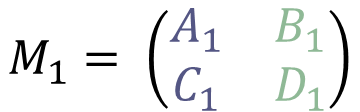 M₁ = (A₁ B₁
C₁ D₁)